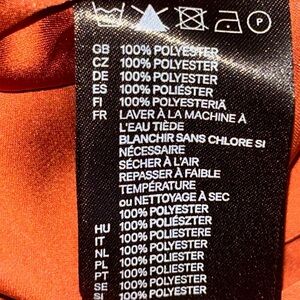 P
GB 100% POLYESTER
CZ 100% POLYESTER
DE 100% POLYESTER
ES 100% POLIÉSTER
FI 100% POLYESTERIÄ
FR LAVER À LA MACHINE À
L'EAU TIÈDE
BLANCHIR SANS CHLORE SI
NÉCESSAIRE
SÉCHER À L'AIR
REPASSER À FAIBLE
TEMPÉRATURE
ou NETTOYAGE À SEC
100% POLYESTER
HU 100% POLIÉSZTER
IT 100% POLIESTERE
NL 100% POLYESTER
PL 100% POLIESTER
PT 100% POLIESTER
SE 100% POLYESTER